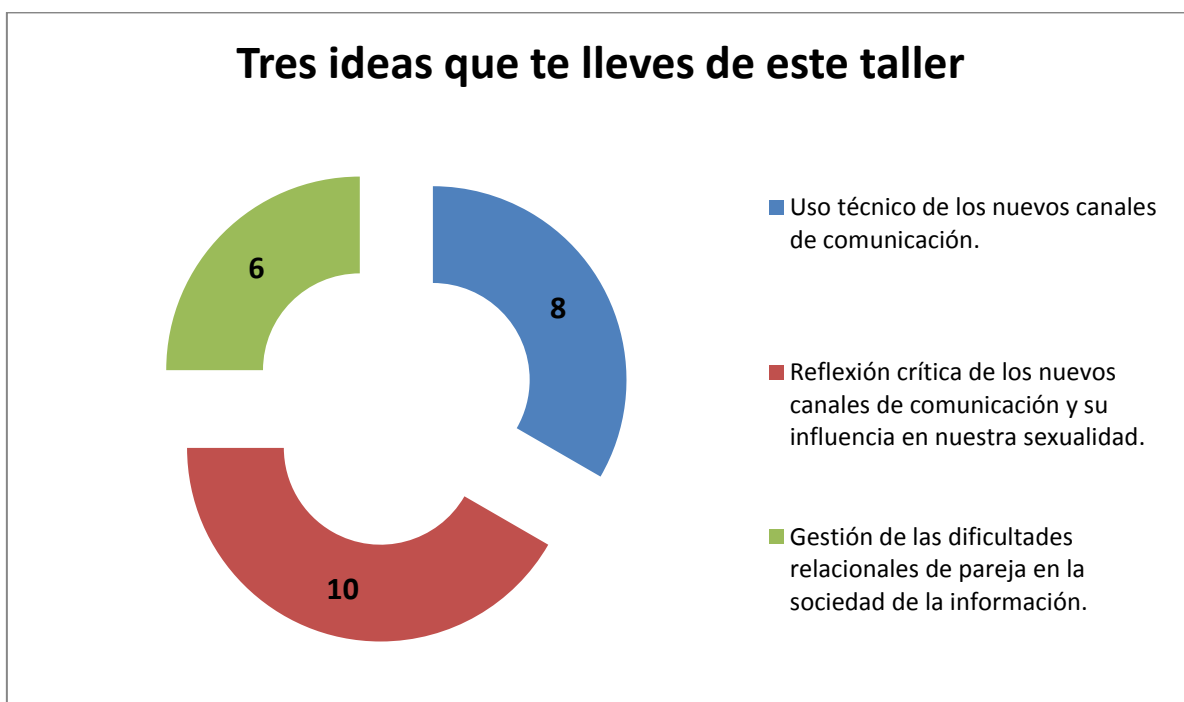 Tres ideas que te lleves de este taller
6
8
10
Uso técnico de los nuevos canales
de comunicación.
Reflexión crítica de los nuevos
canales de comunicación y su
influencia en nuestra sexualidad.
Gestión de las dificultades
relacionales de pareja en la
sociedad de la información.